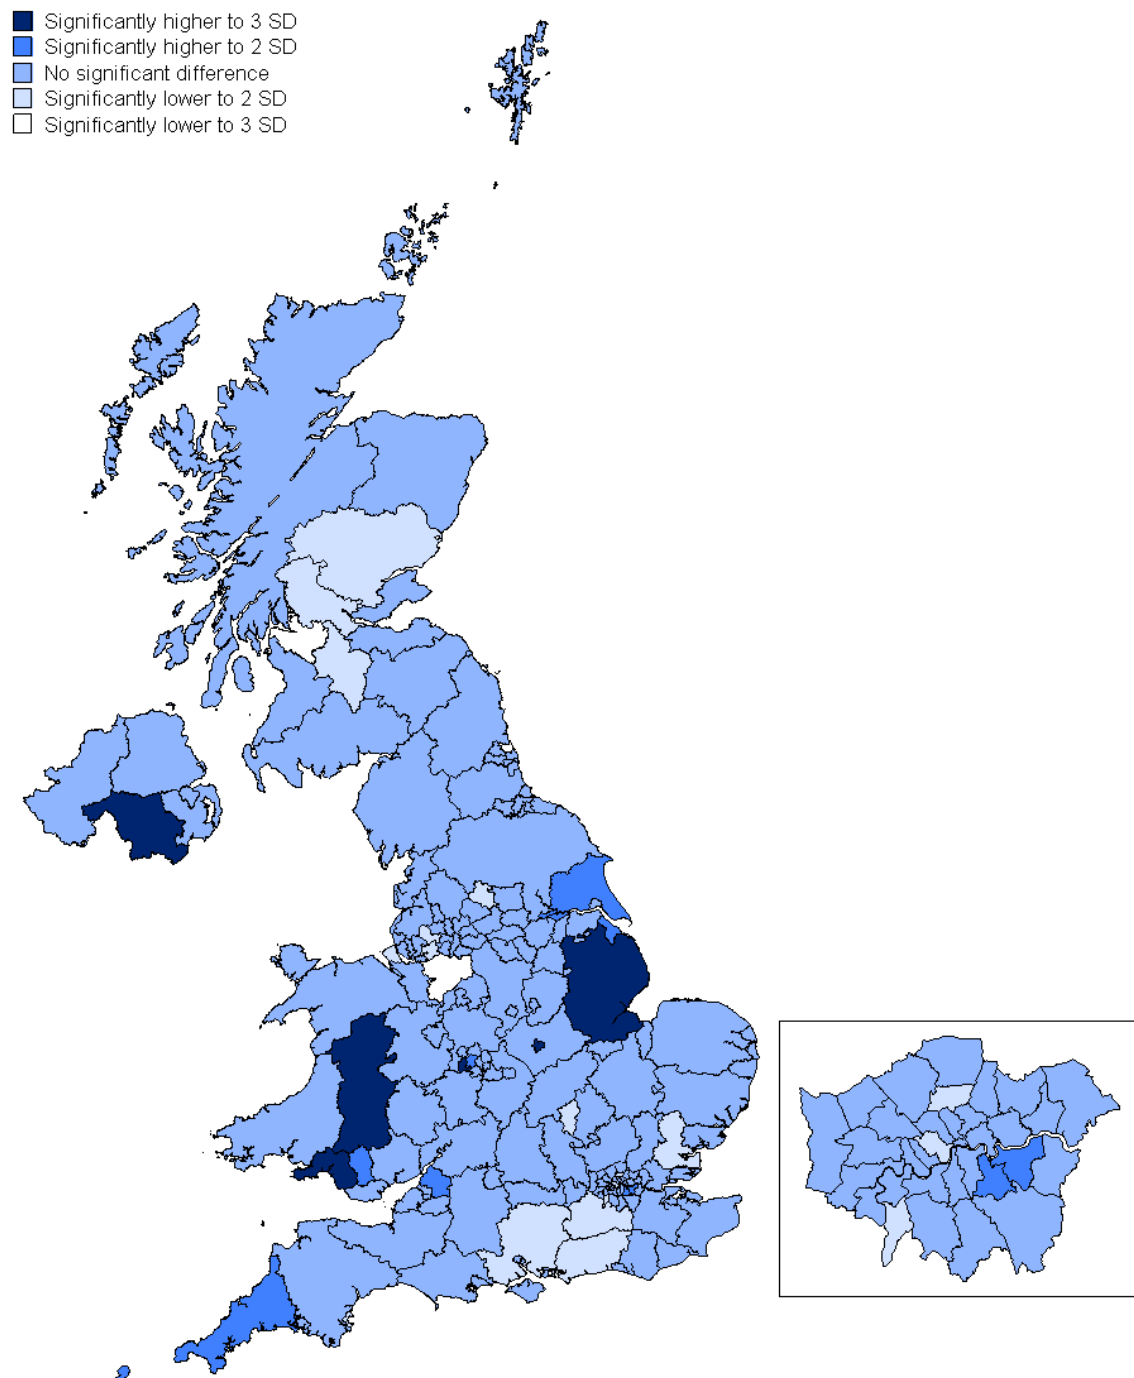 Significantly higher to 3 SD
Significantly higher to 2 SD
No significant difference
Significantly lower to 2 SD
Significantly lower to 3 SD